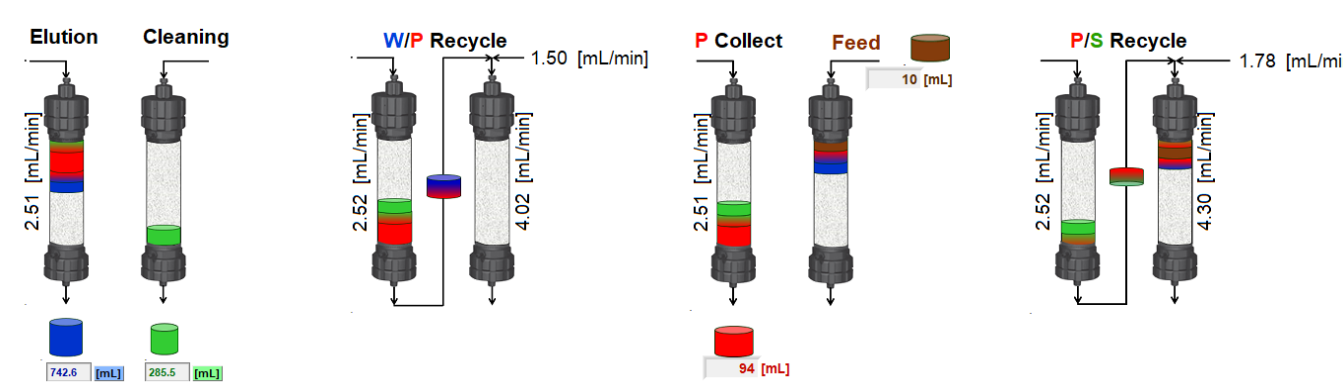 Elution
Cleaning
2.51 [mL/min]
742.6 [mL]
285.5 [mL]
W/P Recycle
1.50 [mL/min]
2.52 [mL/min]
4.02 [mL/min]
P Collect
Feed
10 [mL]
2.51 [mL/min]
94 [mL]
P/S Recycle
1.78 [mL/mi
2.52 [mL/min]
4.30 [mL/min]